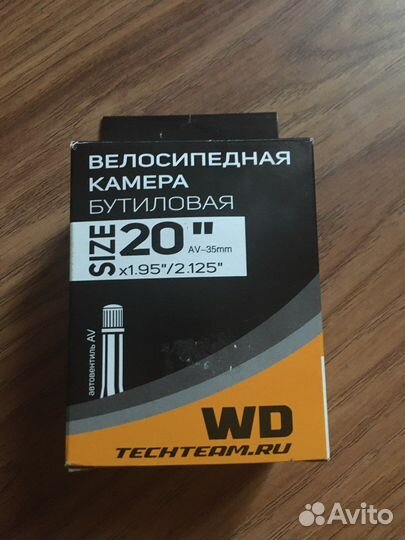 ВЕЛОСИПЕДНАЯ
КАМЕРА
БУТИЛОВАЯ
SIZE
20"
AV-35mm
x1.95"/2.125"
автовентиль AV
WD
TECHTEAM.RU
Avito